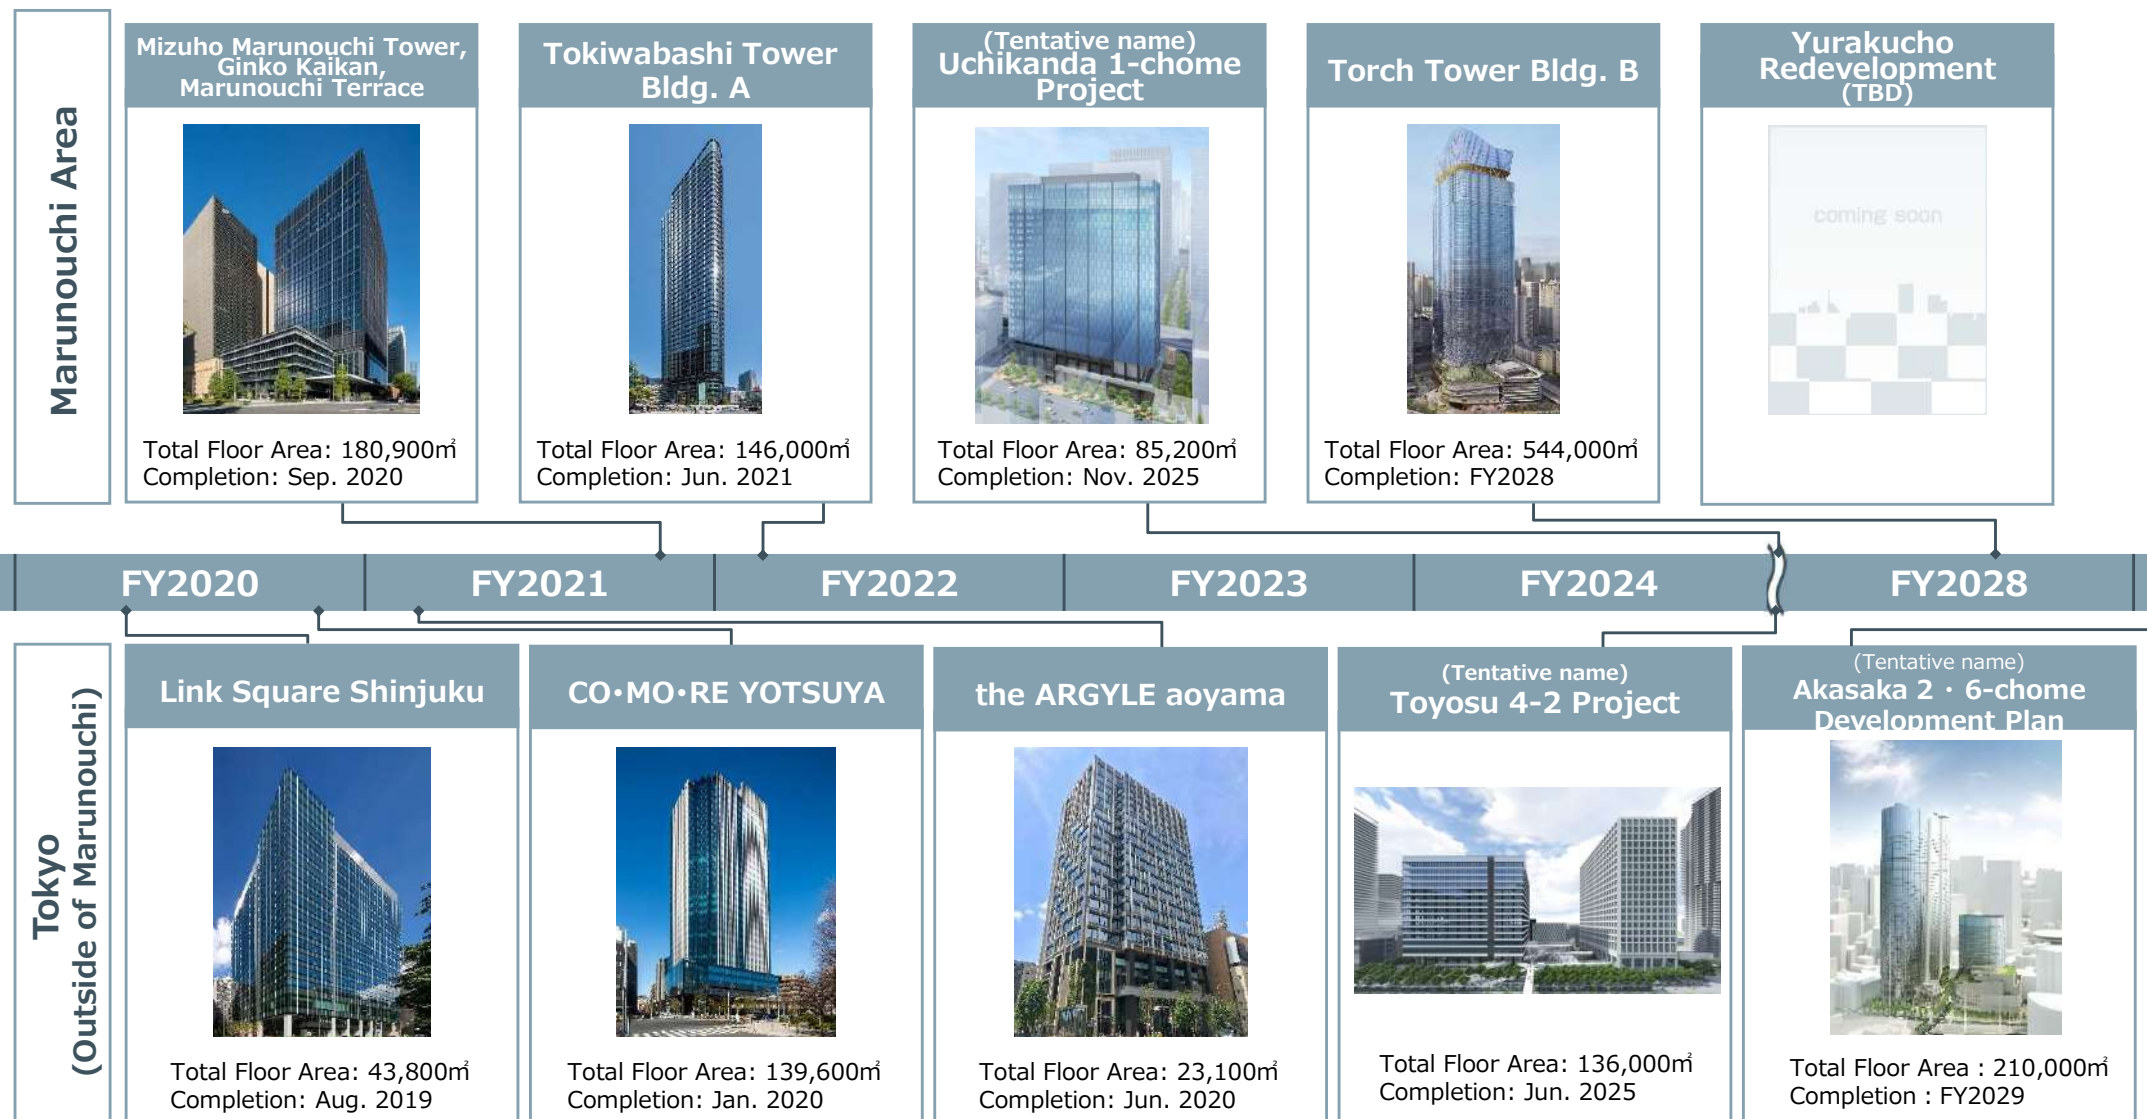 Marunouchi Area
Mizuho Marunouchi Tower,
Ginko Kaikan,
Marunouchi Terrace
Total Floor Area: 180,900㎡
Completion: Sep. 2020
Tokiwabashi Tower
Bldg. A
Total Floor Area: 146,000㎡
Completion: Jun. 2021
(Tentative name)
Uchikanda 1-chome
Project
Total Floor Area: 85,200㎡
Completion: Nov. 2025
Torch Tower Bldg. B
Total Floor Area: 544,000㎡
Completion: FY2028
Yurakucho
Redevelopment
(TBD)
coming soon
FY2020
FY2021
FY2022
FY2023
FY2024
FY2028
Tokyo
(Outside of Marunouchi)
Link Square Shinjuku
Total Floor Area: 43,800㎡
Completion: Aug. 2019
CO・MO・RE YOTSUYA
Total Floor Area: 139,600㎡
Completion: Jan. 2020
the ARGYLE aoyama
Total Floor Area: 23,100㎡
Completion: Jun. 2020
(Tentative name)
Toyosu 4-2 Project
Total Floor Area: 136,000㎡
Completion: Jun. 2025
(Tentative name)
Akasaka 2・6-chome
Development Plan
Total Floor Area : 210,000㎡
Completion : FY2029